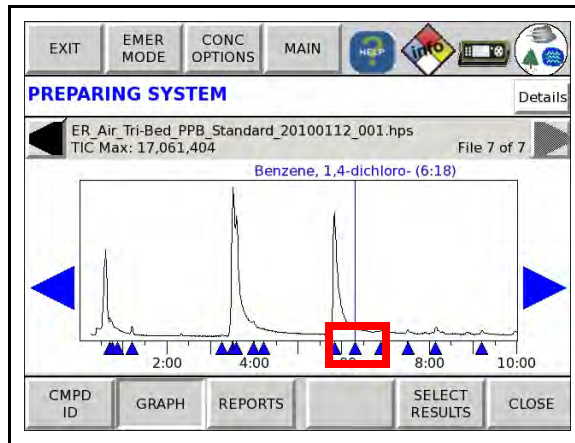 EXIT
EMER
MODE
CONC
OPTIONS
MAIN
HELP
info
PREPARING SYSTEM
Details
ER_Air_Tri-Bed_PPB_Standard_20100112_001.hps
TIC Max: 17,061,404
File 7 of 7
Benzene, 1,4-dichloro- (6:18)
2:00
4:00
8:00
10:00
CMPD
ID
GRAPH
REPORTS
SELECT
RESULTS
CLOSE